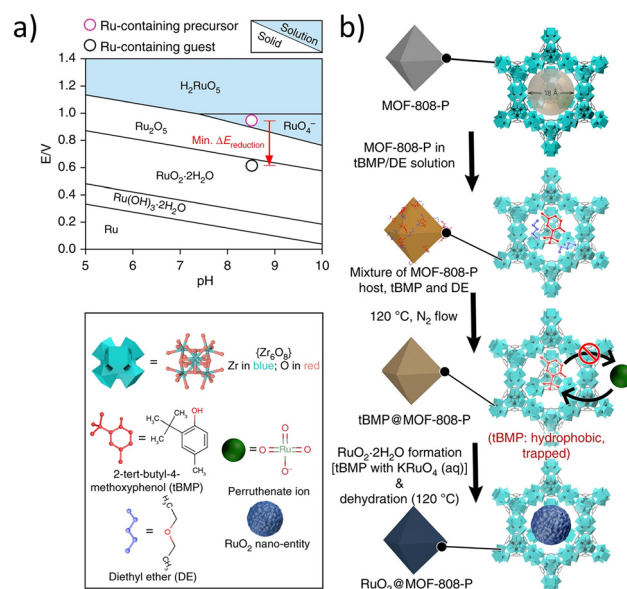 a)
Ru-containing precursor
Ru-containing guest
Solution
Solid
1.4
1.2
1.0
0.8
0.6
0.4
0.2
0.0
E/V
H2RuO5
Ru2O5
RuO4−
Min. ΔEreduction
RuO2·2H2O
Ru(OH)3·2H2O
Ru
5 6 7 8 9 10
pH
{Zr6O8}
Zr in blue; O in red
=
OH
CH3
=
2-tert-butyl-4-
methoxyphenol (tBMP)
=
O
O=Ru=O
O−
Perruthenate ion
RuO2 nano-entity
=
H3C
O
CH3
Diethyl ether (DE)
b)
MOF-808-P
18 Å
MOF-808-P in
tBMP/DE solution
Mixture of MOF-808-P
host, tBMP and DE
120 °C, N2 flow
tBMP@MOF-808-P
(tBMP: hydrophobic,
trapped)
RuO2·2H2O formation
[tBMP with KRuO4 (aq)]
&
dehydration (120 °C)
RuO2@MOF-808-P